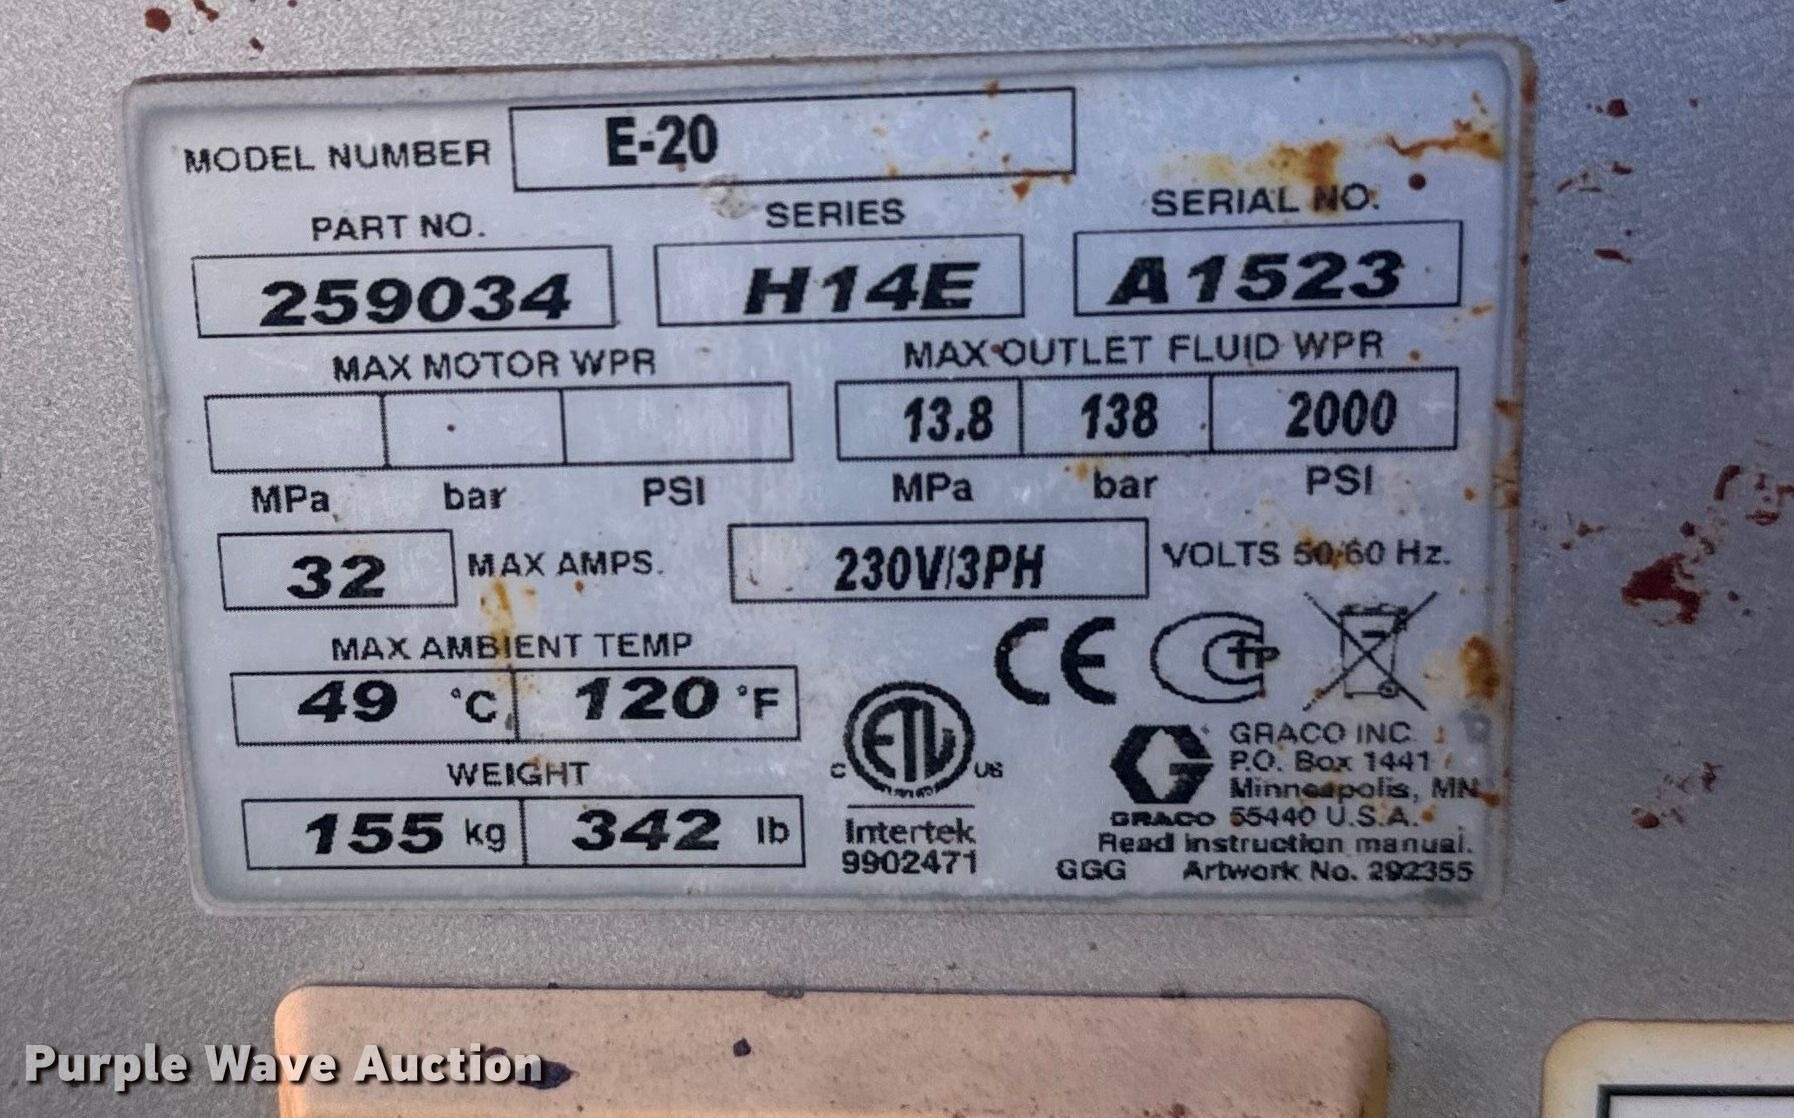 MODEL NUMBER E-20
PART NO. SERIES SERIAL NO.
259034 H14E A1523
MAX MOTOR WPR MAX OUTLET FLUID WPR
13.8 138 2000
MPa bar PSI MPa bar PSI
32 MAX AMPS. 230V/3PH VOLTS 50/60 Hz.
MAX AMBIENT TEMP
49 °C 120 °F
WEIGHT
155 kg 342 lb
CE
C ETL US
Intertek
9902471
GRACO
GRACO INC.
P.O. Box 1441
Minneapolis, MN
55440 U.S.A.
Read instruction manual.
GGG Artwork No. 292355
Purple Wave Auction